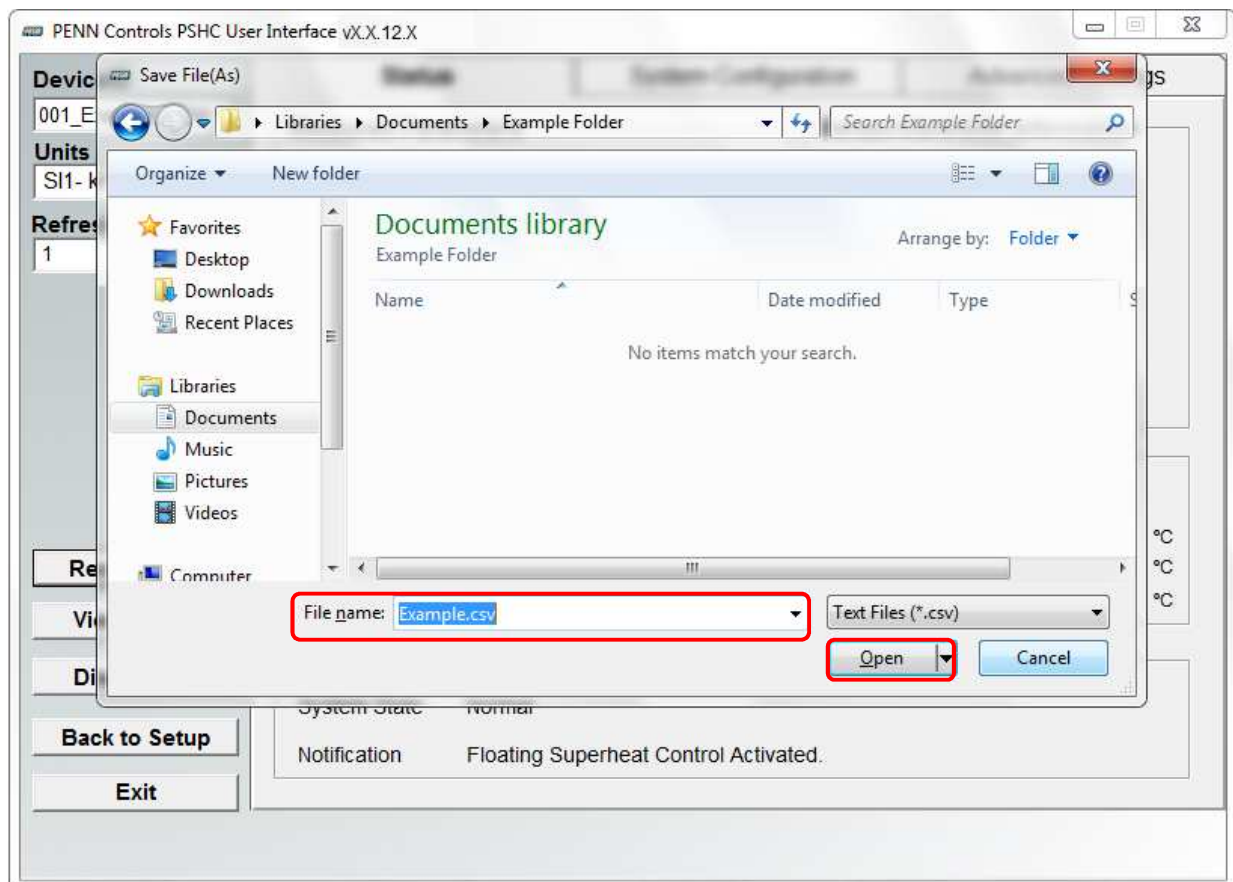 PENN Controls PSHC User Interface vX.X.12.X
Devic
Save File(As)
Status
System Configuration
gs
001_E
Libraries ▸ Documents ▸ Example Folder
Search Example Folder
Units
SI1- k
Organize
New folder
Refres
1
Favorites
Desktop
Downloads
Recent Places
Libraries
Documents
Music
Pictures
Videos
Computer
Documents library
Example Folder
Arrange by: Folder
Name
Date modified
Type
No items match your search.
°C
°C
°C
Re
Vi
Di
File name: Example.csv
Text Files (*.csv)
Open
Cancel
System State Normal
Back to Setup
Notification Floating Superheat Control Activated.
Exit